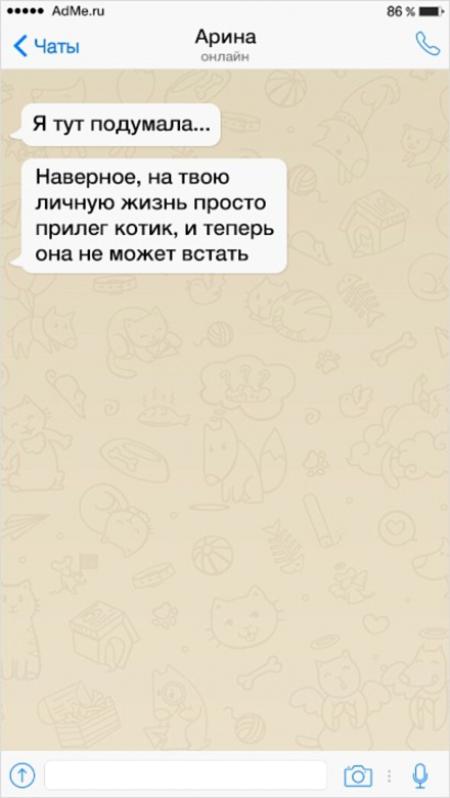 ●●●●● AdMe.ru 86 %
Чаты Арина
онлайн
Я тут подумала...
Наверное, на твою
личную жизнь просто
прилег котик, и теперь
она не может встать